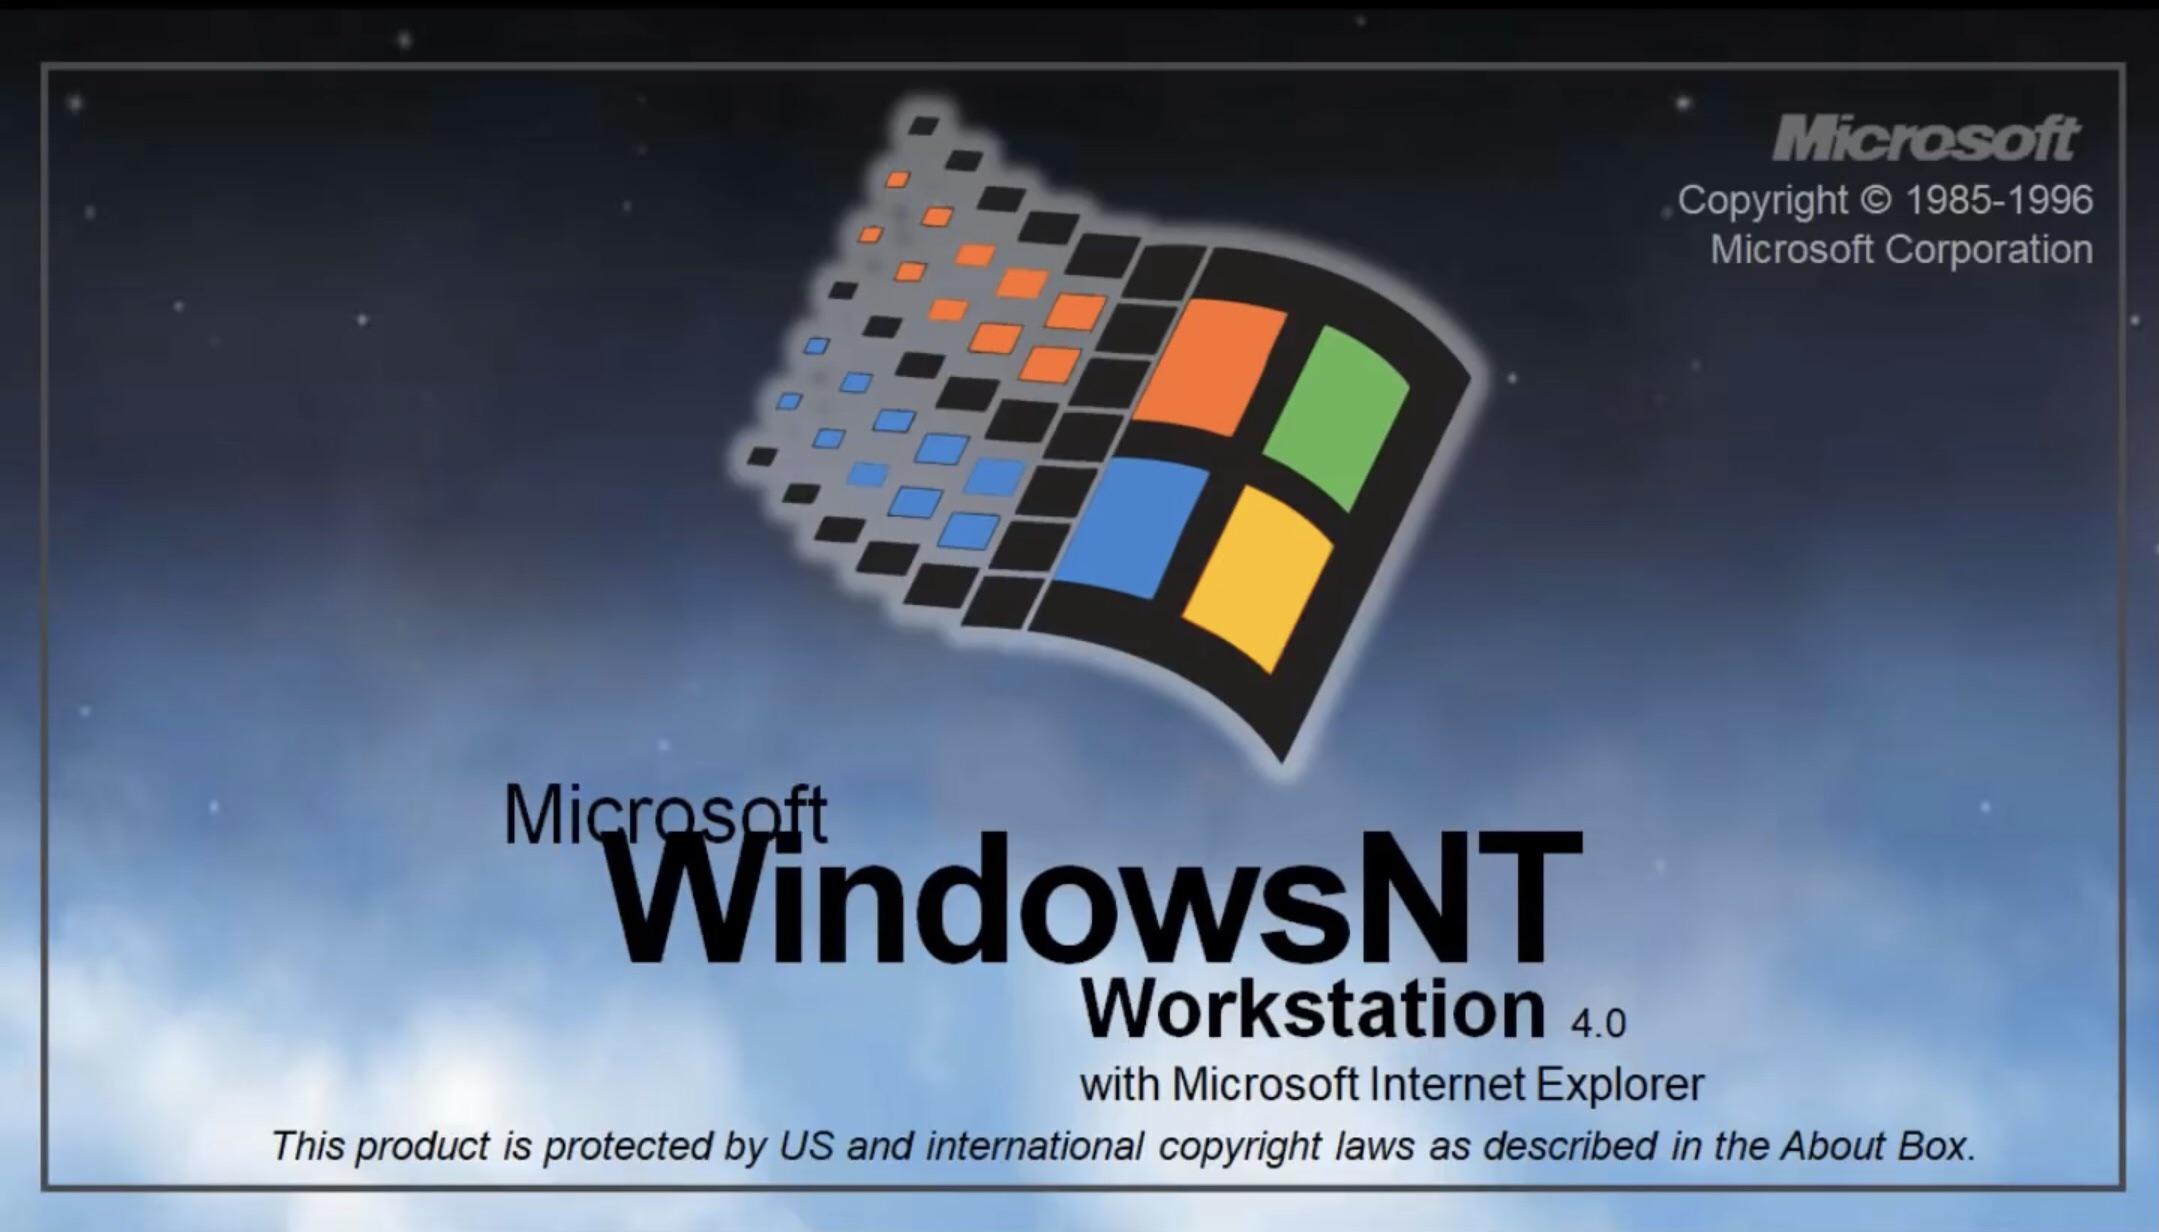 Microsoft
Copyright © 1985-1996
Microsoft Corporation
Microsoft
WindowsNT
Workstation 4.0
with Microsoft Internet Explorer
This product is protected by US and international copyright laws as described in the About Box.